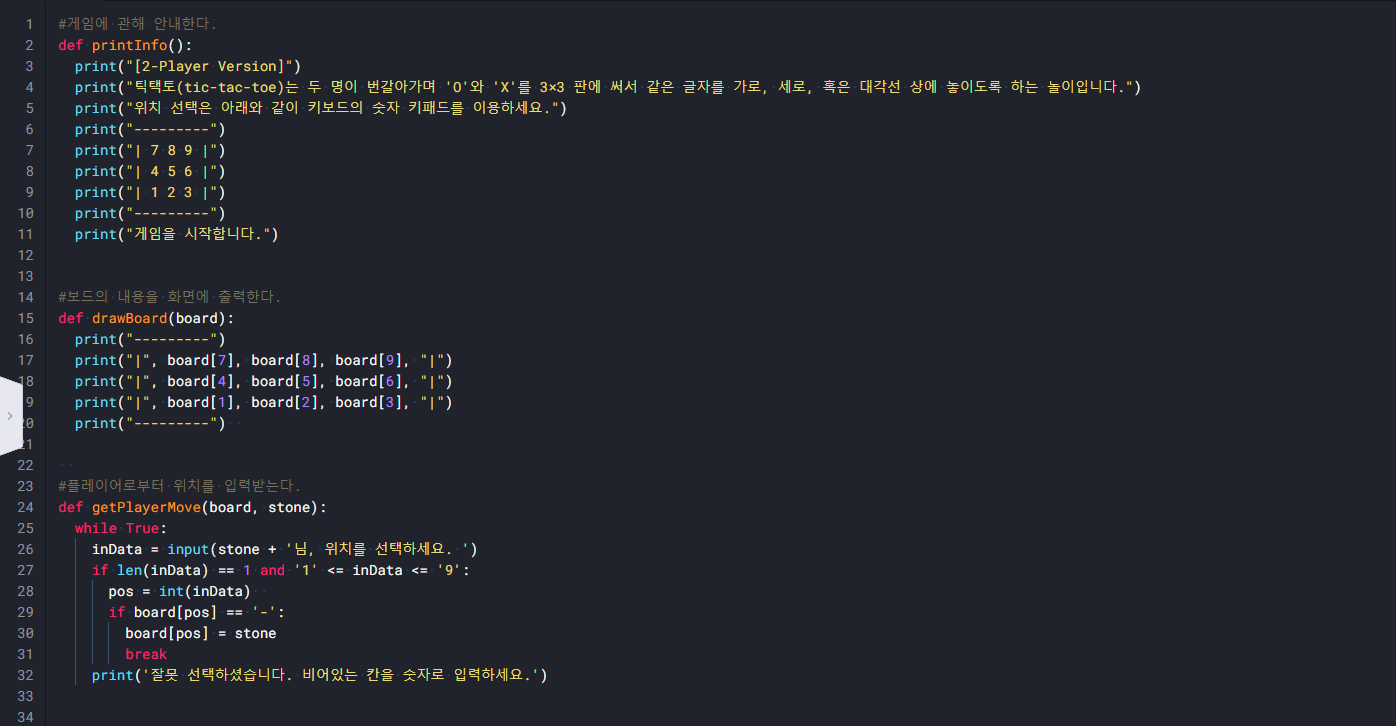 1 #게임에 관해 안내한다.
2 def printInfo():
3 print("[2-Player Version]")
4 print("틱택토(tic-tac-toe)는 두 명이 번갈아가며 'O'와 'X'를 3×3 판에 써서 같은 글자를 가로, 세로, 혹은 대각선 상에 놓이도록 하는 놀이입니다.")
5 print("위치 선택은 아래와 같이 키보드의 숫자 키패드를 이용하세요.")
6 print("---------")
7 print("| 7 8 9 |")
8 print("| 4 5 6 |")
9 print("| 1 2 3 |")
10 print("---------")
11 print("게임을 시작합니다.")
12
13
14 #보드의 내용을 화면에 출력한다.
15 def drawBoard(board):
16 print("---------")
17 print("|", board[7], board[8], board[9], "|")
18 print("|", board[4], board[5], board[6], "|")
9 print("|", board[1], board[2], board[3], "|")
20 print("---------")
21
22
23 #플레이어로부터 위치를 입력받는다.
24 def getPlayerMove(board, stone):
25 while True:
26 inData = input(stone + '님, 위치를 선택하세요. ')
27 if len(inData) == 1 and '1' <= inData <= '9':
28 pos = int(inData)
29 if board[pos] == '-':
30 board[pos] = stone
31 break
32 print('잘못 선택하셨습니다. 비어있는 칸을 숫자로 입력하세요.')
33
34